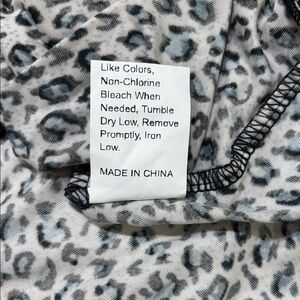 Like Colors,
Non-Chlorine
Bleach When
Needed, Tumble
Dry Low, Remove
Promptly, Iron
Low.
MADE IN CHINA